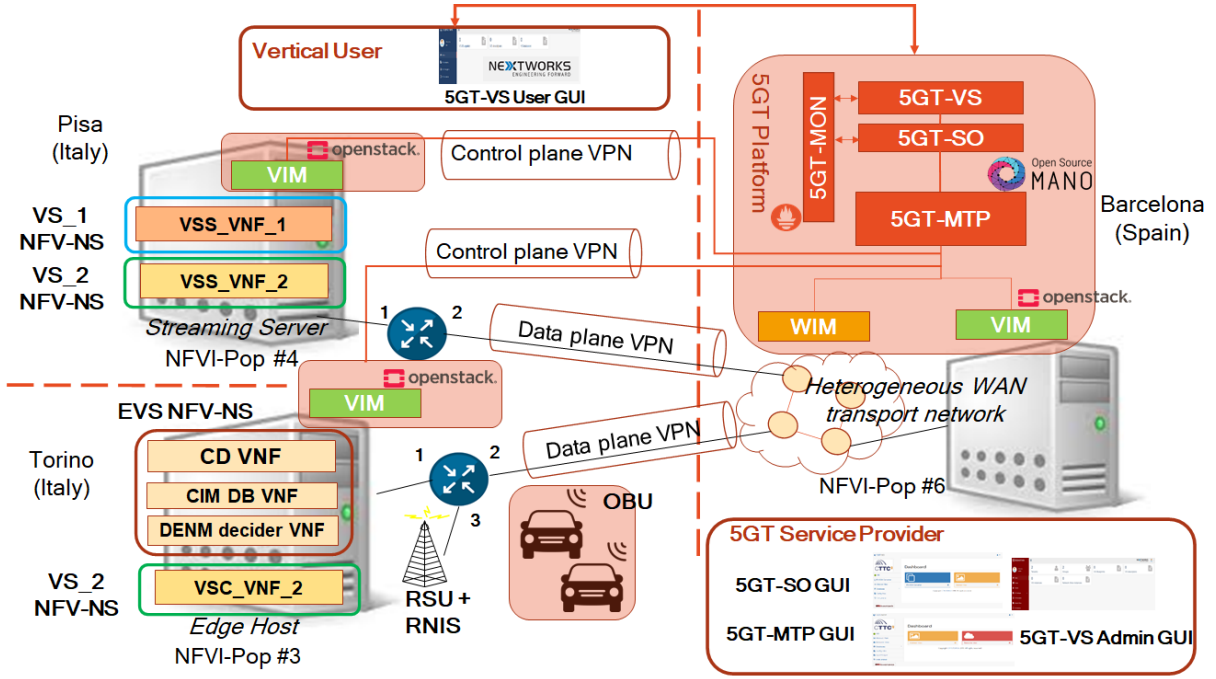 Vertical User
NEXTWORKS
ENGINEERING FORWARD
5GT-VS User GUI
Pisa
(Italy)
openstack.
VIM
Control plane VPN
VS_1
NFV-NS
VSS_VNF_1
VS_2
NFV-NS
VSS_VNF_2
Control plane VPN
Streaming Server
NFVI-Pop #4
1
2
Data plane VPN
5GT Platform
5GT-MON
5GT-VS
5GT-SO
Open Source
MANO
5GT-MTP
Barcelona
(Spain)
openstack.
WIM
VIM
Heterogeneous WAN
transport network
NFVI-Pop #6
openstack.
VIM
EVS NFV-NS
Torino
(Italy)
CD VNF
CIM DB VNF
DENM decider VNF
VS_2
NFV-NS
VSC_VNF_2
Edge Host
NFVI-Pop #3
1
2
3
Data plane VPN
RSU +
RNIS
OBU
5GT Service Provider
5GT-SO GUI
CTTC
Dashboard
5GT-MTP GUI
CTTC
Dashboard
5GT-VS Admin GUI